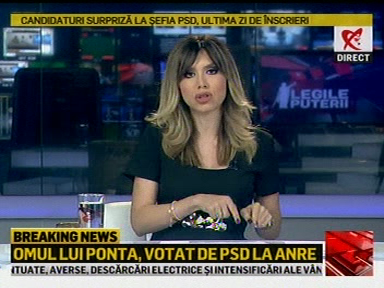 CANDIDATURI SURPRIZĂ LA ȘEFIA PSD, ULTIMA ZI DE ÎNSCRIERI
DIRECT
LEGILE
PUTERII
BREAKING NEWS
OMUL LUI PONTA, VOTAT DE PSD LA ANRE
ITUATE, AVERSE, DESCĂRCĂRI ELECTRICE ȘI INTENSIFICĂRI ALE VÂN